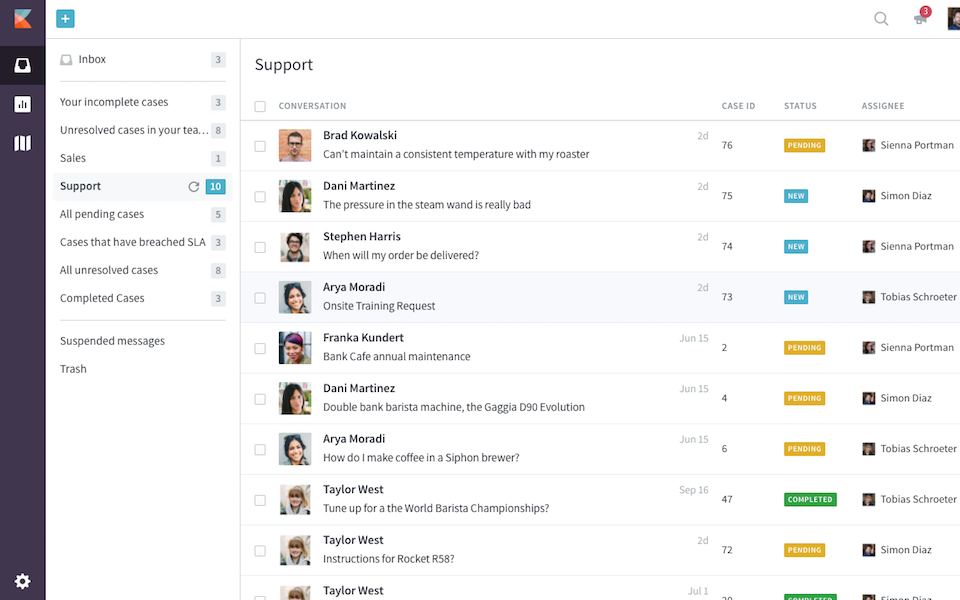 +
3
Inbox 3
Your incomplete cases 3
Unresolved cases in your tea... 8
Sales 1
Support 10
All pending cases 5
Cases that have breached SLA 3
All unresolved cases 8
Completed Cases 3
Suspended messages
Trash
Support
CONVERSATION CASE ID STATUS ASSIGNEE
Brad Kowalski 2d
Can't maintain a consistent temperature with my roaster 76 PENDING Sienna Portman
Dani Martinez 2d
The pressure in the steam wand is really bad 75 NEW Simon Diaz
Stephen Harris 2d
When will my order be delivered? 74 NEW Sienna Portman
Arya Moradi 2d
Onsite Training Request 73 NEW Tobias Schroeter
Franka Kundert Jun 15
Bank Cafe annual maintenance 2 PENDING Sienna Portman
Dani Martinez Jun 15
Double bank barista machine, the Gaggia D90 Evolution 4 PENDING Simon Diaz
Arya Moradi Jun 15
How do I make coffee in a Siphon brewer? 6 PENDING Tobias Schroeter
Taylor West Sep 16
Tune up for a the World Barista Championships? 47 COMPLETED Tobias Schroeter
Taylor West 2d
Instructions for Rocket R58? 72 PENDING Simon Diaz
Taylor West Jul 1
COMPLETED Simon Diaz